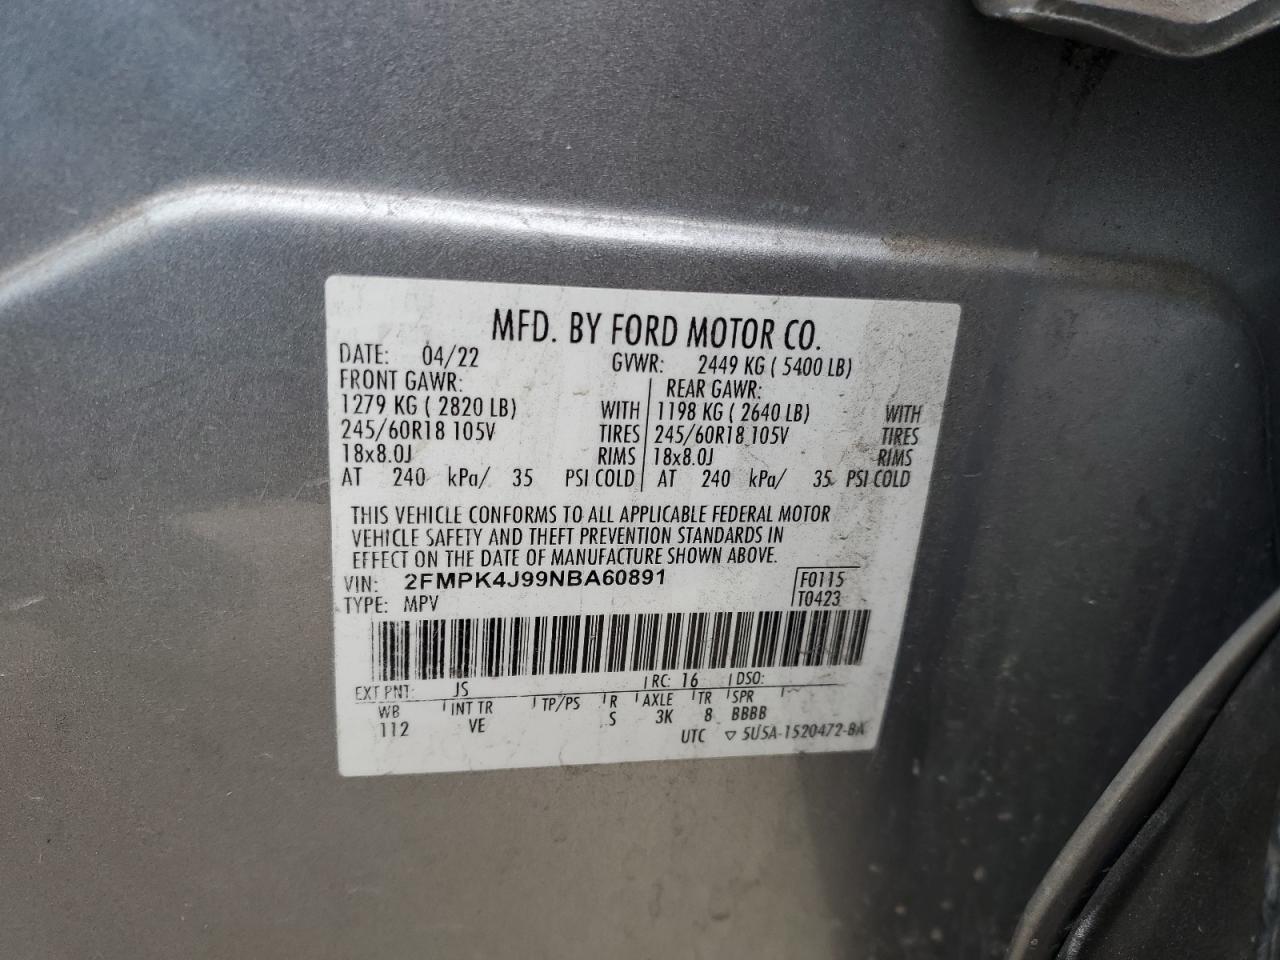 MFD. BY FORD MOTOR CO.
DATE: 04/22 GVWR: 2449 KG ( 5400 LB)
FRONT GAWR: REAR GAWR:
1279 KG ( 2820 LB) WITH 1198 KG ( 2640 LB) WITH
245/60R18 105V TIRES 245/60R18 105V TIRES
18x8.0J RIMS 18x8.0J RIMS
AT 240 kPa/ 35 PSI COLD AT 240 kPa/ 35 PSI COLD
THIS VEHICLE CONFORMS TO ALL APPLICABLE FEDERAL MOTOR
VEHICLE SAFETY AND THEFT PREVENTION STANDARDS IN
EFFECT ON THE DATE OF MANUFACTURE SHOWN ABOVE.
VIN: 2FMPK4J99NBA60891 F0115
TYPE: MPV T0423
EXT PNT: JS RC: 16 DSO:
WB INT TR TP/PS R AXLE TR SPR
112 VE S 3K 8 BBBB
UTC ▽ 5U5A-1520472-BA